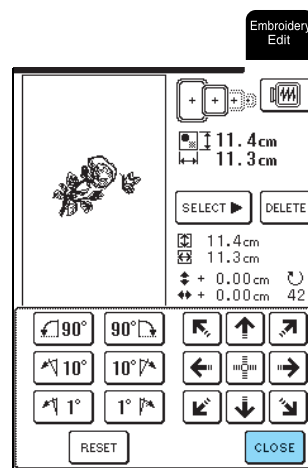 Embroidery
Edit
11.4cm
11.3cm
SELECT DELETE
11.4cm
11.3cm
+ 0.00cm
+ 0.00cm 42
90° 90°
10° 10°
1° 1°
RESET CLOSE